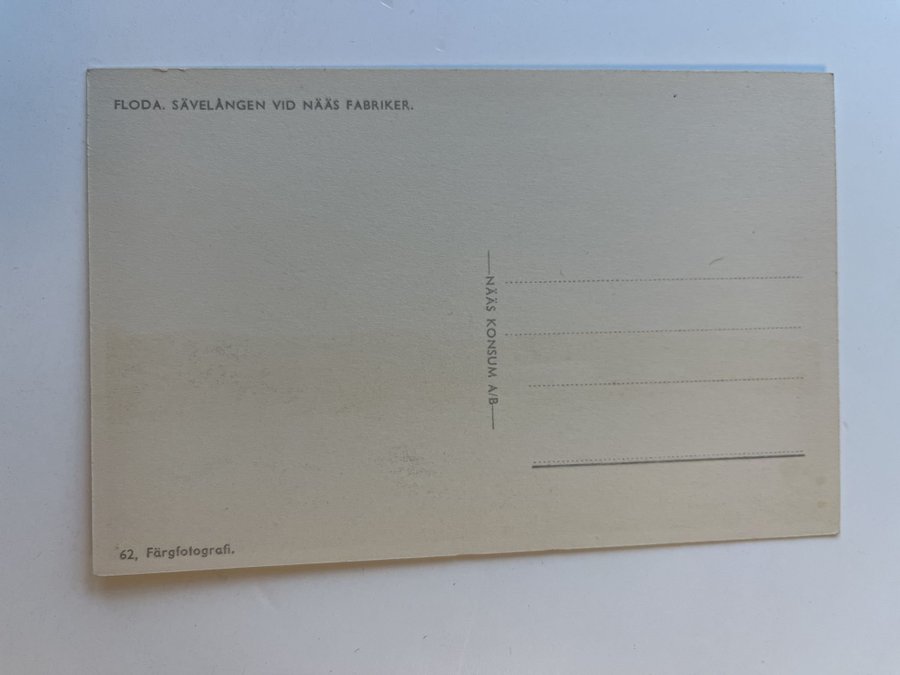 FLODA. SÄVELÅNGEN VID NÄÄS FABRIKER.
NÄÄS KONSUM A/B
62, Färgfotografi.